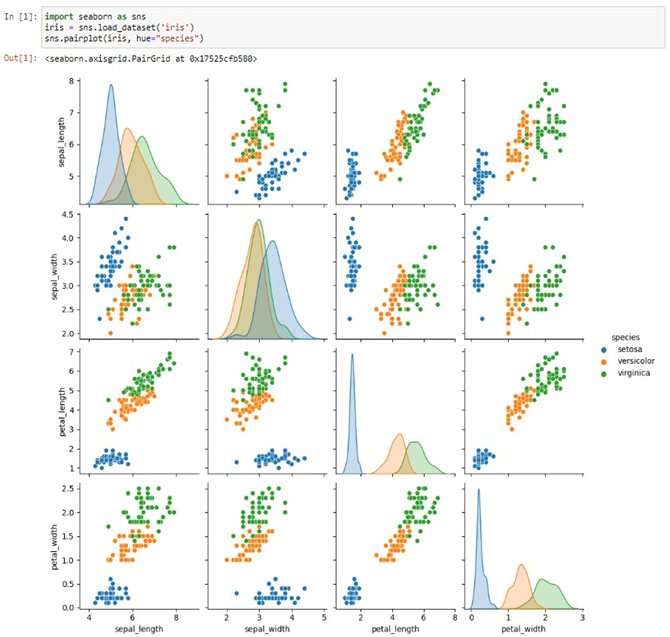 In [1]: import seaborn as sns
iris = sns.load_dataset('iris')
sns.pairplot(iris, hue="species")
Out[1]: <seaborn.axisgrid.PairGrid at 0x17525cfb580>
8
7
6
5
sepal_length
4.5
4.0
3.5
3.0
2.5
2.0
sepal_width
species
setosa
versicolor
virginica
7
6
5
4
3
2
1
petal_length
2.5
2.0
1.5
1.0
0.5
0.0
petal_width
4 6 8 2 3 4 5 2 4 6 8 0 1 2 3
sepal_length sepal_width petal_length petal_width